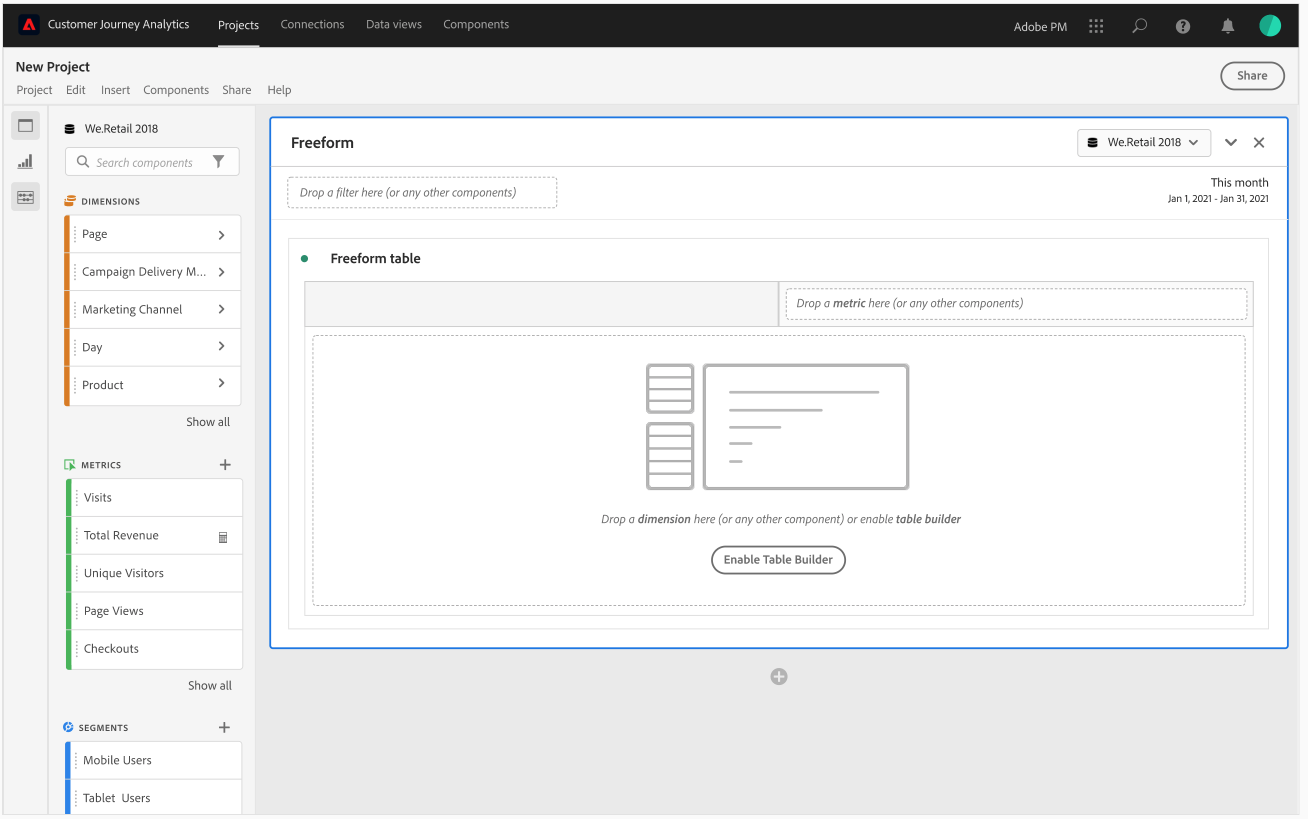 Customer Journey Analytics
Projects
Connections
Data views
Components
Adobe PM
New Project
Project
Edit
Insert
Components
Share
Help
Share
We.Retail 2018
Search components
DIMENSIONS
Page
Campaign Delivery M...
Marketing Channel
Day
Product
Show all
METRICS
Visits
Total Revenue
Unique Visitors
Page Views
Checkouts
Show all
SEGMENTS
Mobile Users
Tablet Users
Freeform
We.Retail 2018
Drop a filter here (or any other components)
This month
Jan 1, 2021 - Jan 31, 2021
Freeform table
Drop a metric here (or any other components)
Drop a dimension here (or any other component) or enable table builder
Enable Table Builder